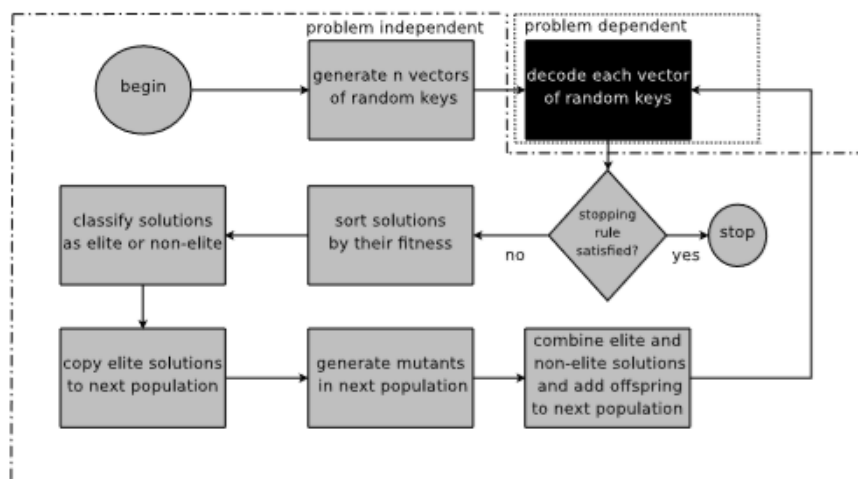 problem independent
problem dependent
begin
generate n vectors
of random keys
decode each vector
of random keys
classify solutions
as elite or non-elite
sort solutions
by their fitness
stopping
rule
satisfied?
stop
no
yes
copy elite solutions
to next population
generate mutants
in next population
combine elite and
non-elite solutions
and add offspring
to next population